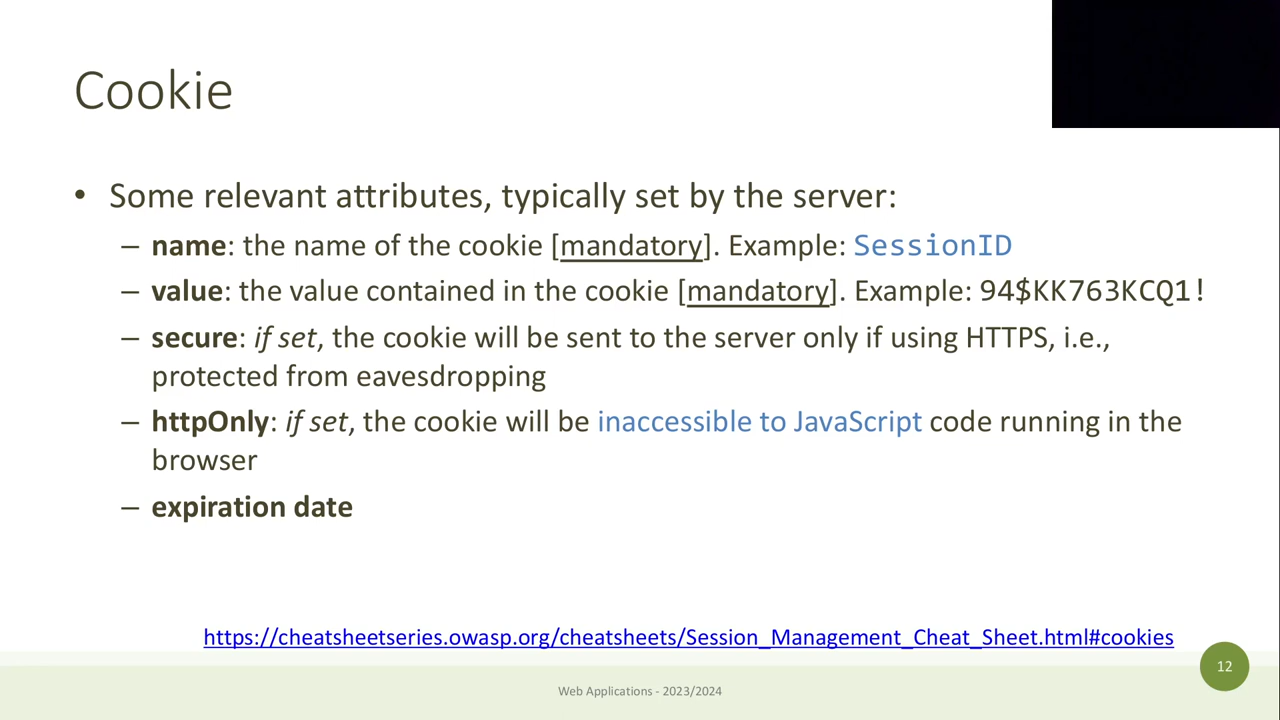 Cookie
• Some relevant attributes, typically set by the server:
– name: the name of the cookie [mandatory]. Example: SessionID
– value: the value contained in the cookie [mandatory]. Example: 94$KK763KCQ1!
– secure: if set, the cookie will be sent to the server only if using HTTPS, i.e.,
protected from eavesdropping
– httpOnly: if set, the cookie will be inaccessible to JavaScript code running in the
browser
– expiration date
https://cheatsheetseries.owasp.org/cheatsheets/Session_Management_Cheat_Sheet.html#cookies
12
Web Applications - 2023/2024